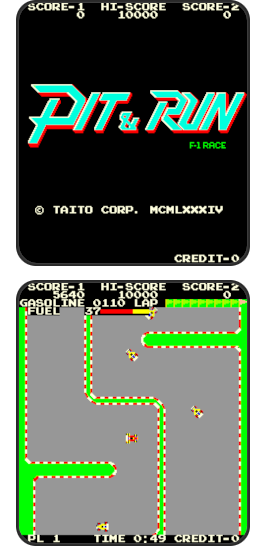 SCORE-1 HI-SCORE SCORE-2
0 10000 0
PIT & RUN
F-1 RACE
© TAITO CORP. MCMLXXXIV
CREDIT-0
SCORE-1 HI-SCORE SCORE-2
5640 10000 0
GASOLINE 0110 LAP
FUEL 37
PL 1 TIME 0:49 CREDIT-0